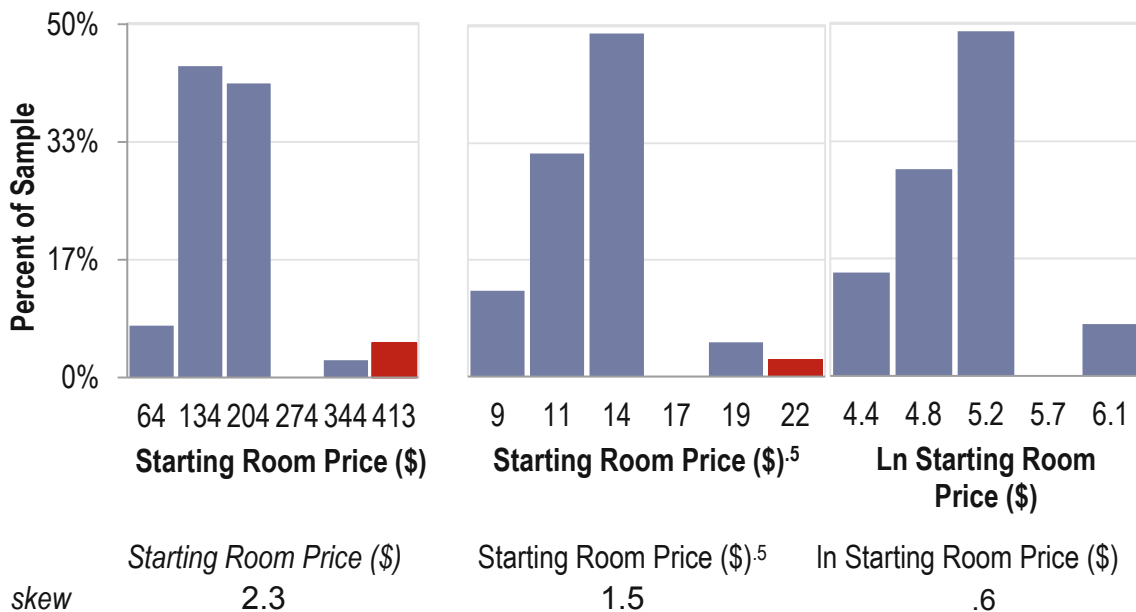 50%
33%
17%
0%
Percent of Sample
64 134 204 274 344 413
9 11 14 17 19 22
4.4 4.8 5.2 5.7 6.1
Starting Room Price ($)
Starting Room Price ($).5
Ln Starting Room
Price ($)
Starting Room Price ($) Starting Room Price ($).5 ln Starting Room Price ($)
skew 2.3 1.5 .6